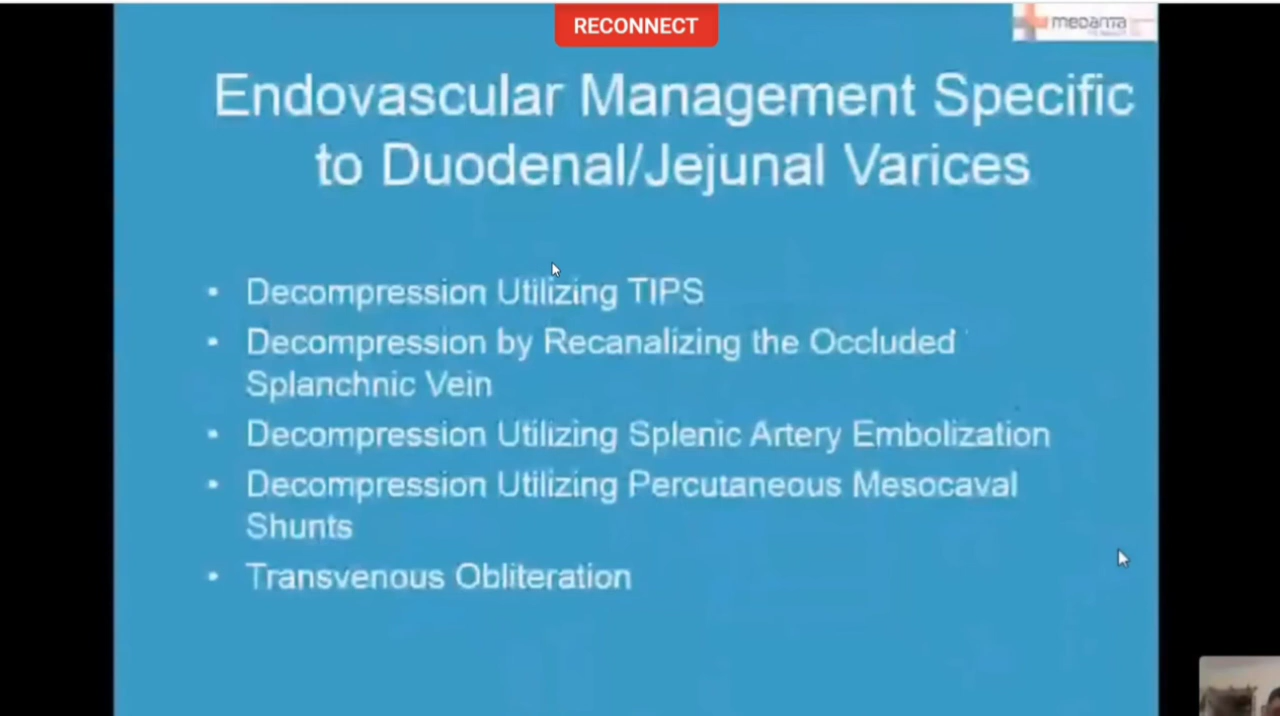 RECONNECT
medanta
Endovascular Management Specific
to Duodenal/Jejunal Varices
• Decompression Utilizing TIPS
• Decompression by Recanalizing the Occluded
Splanchnic Vein
• Decompression Utilizing Splenic Artery Embolization
• Decompression Utilizing Percutaneous Mesocaval
Shunts
• Transvenous Obliteration